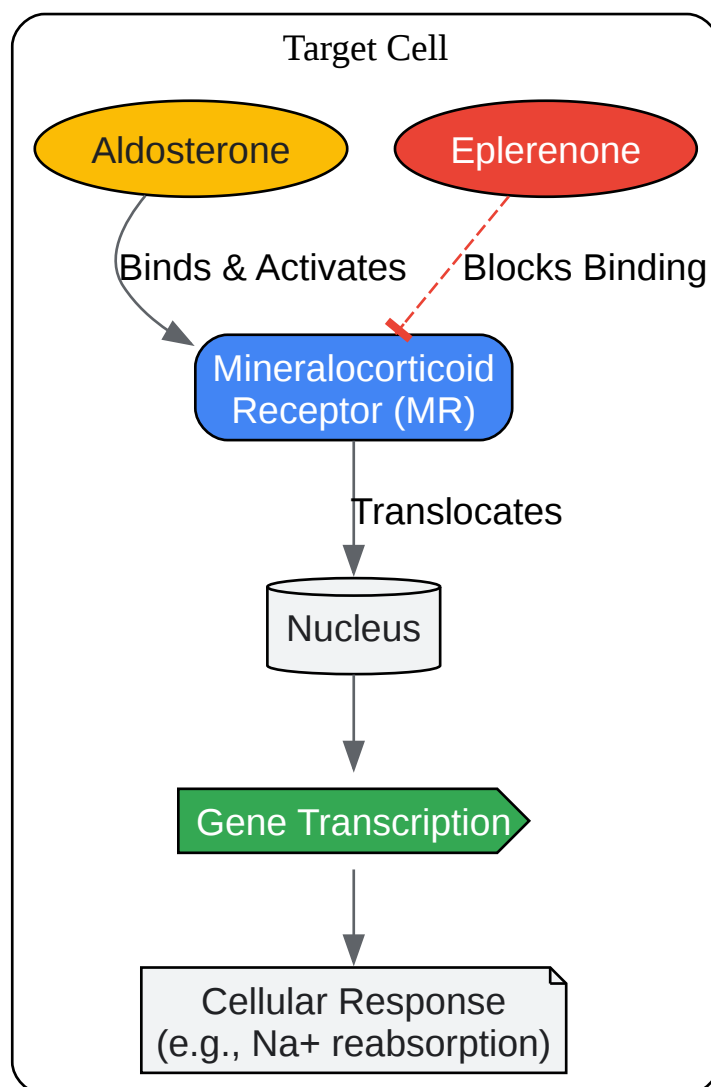 Target Cell
Aldosterone
Eplerenone
Binds & Activates
Blocks Binding
Mineralocorticoid
Receptor (MR)
Translocates
Nucleus
Gene Transcription
Cellular Response
(e.g., Na+ reabsorption)